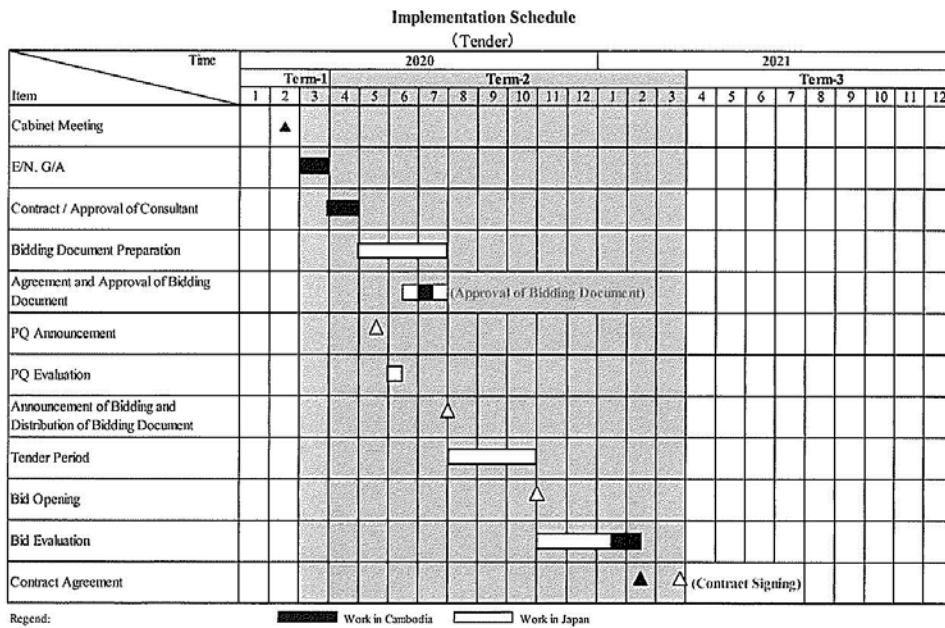 Implementation Schedule
(Tender)
Time
2020
2021
Item
Term-1
Term-2
Term-3
1 2 3 4 5 6 7 8 9 10 11 12 1 2 3 4 5 6 7 8 9 10 11 12
Cabinet Meeting
E/N. G/A
Contract / Approval of Consultant
Bidding Document Preparation
Agreement and Approval of Bidding
Document
(Approval of Bidding Document)
PQ Announcement
PQ Evaluation
Announcement of Bidding and
Distribution of Bidding Document
Tender Period
Bid Opening
Bid Evaluation
Contract Agreement
(Contract Signing)
Regend:
Work in Cambodia
Work in Japan